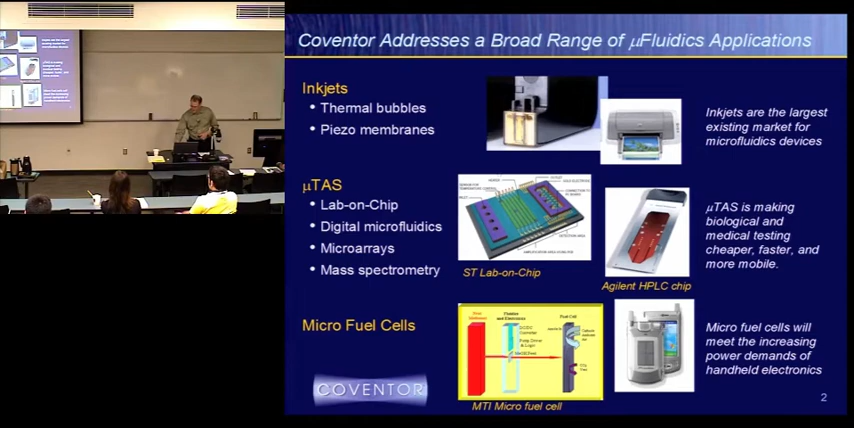 Coventor Addresses a Broad Range of µFluidics Applications
Inkjets
• Thermal bubbles
• Piezo membranes
Inkjets are the largest
existing market for
microfluidics devices
µTAS
• Lab-on-Chip
• Digital microfluidics
• Microarrays
• Mass spectrometry
ST Lab-on-Chip
Agilent HPLC chip
µTAS is making
biological and
medical testing
cheaper, faster, and
more mobile.
Micro Fuel Cells
Fuel Cell
MTI Micro fuel cell
Micro fuel cells will
meet the increasing
power demands of
handheld electronics
COVENTOR
2